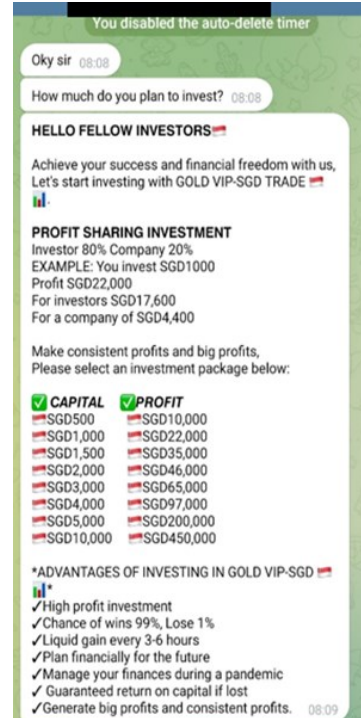 You disabled the auto-delete timer
Oky sir 08:08
How much do you plan to invest? 08:08
HELLO FELLOW INVESTORS🇸🇬
Achieve your success and financial freedom with us,
Let's start investing with GOLD VIP-SGD TRADE 🇸🇬
📊.
PROFIT SHARING INVESTMENT
Investor 80% Company 20%
EXAMPLE: You invest SGD1000
Profit SGD22,000
For investors SGD17,600
For a company of SGD4,400
Make consistent profits and big profits,
Please select an investment package below:
✅ CAPITAL ✅PROFIT
🇸🇬SGD500 🇸🇬SGD10,000
🇸🇬SGD1,000 🇸🇬SGD22,000
🇸🇬SGD1,500 🇸🇬SGD35,000
🇸🇬SGD2,000 🇸🇬SGD46,000
🇸🇬SGD3,000 🇸🇬SGD65,000
🇸🇬SGD4,000 🇸🇬SGD97,000
🇸🇬SGD5,000 🇸🇬SGD200,000
🇸🇬SGD10,000 🇸🇬SGD450,000
*ADVANTAGES OF INVESTING IN GOLD VIP-SGD 🇸🇬
📊*
✓High profit investment
✓Chance of wins 99%, Lose 1%
✓Liquid gain every 3-6 hours
✓Plan financially for the future
✓Manage your finances during a pandemic
✓ Guaranteed return on capital if lost
✓Generate big profits and consistent profits. 08:09